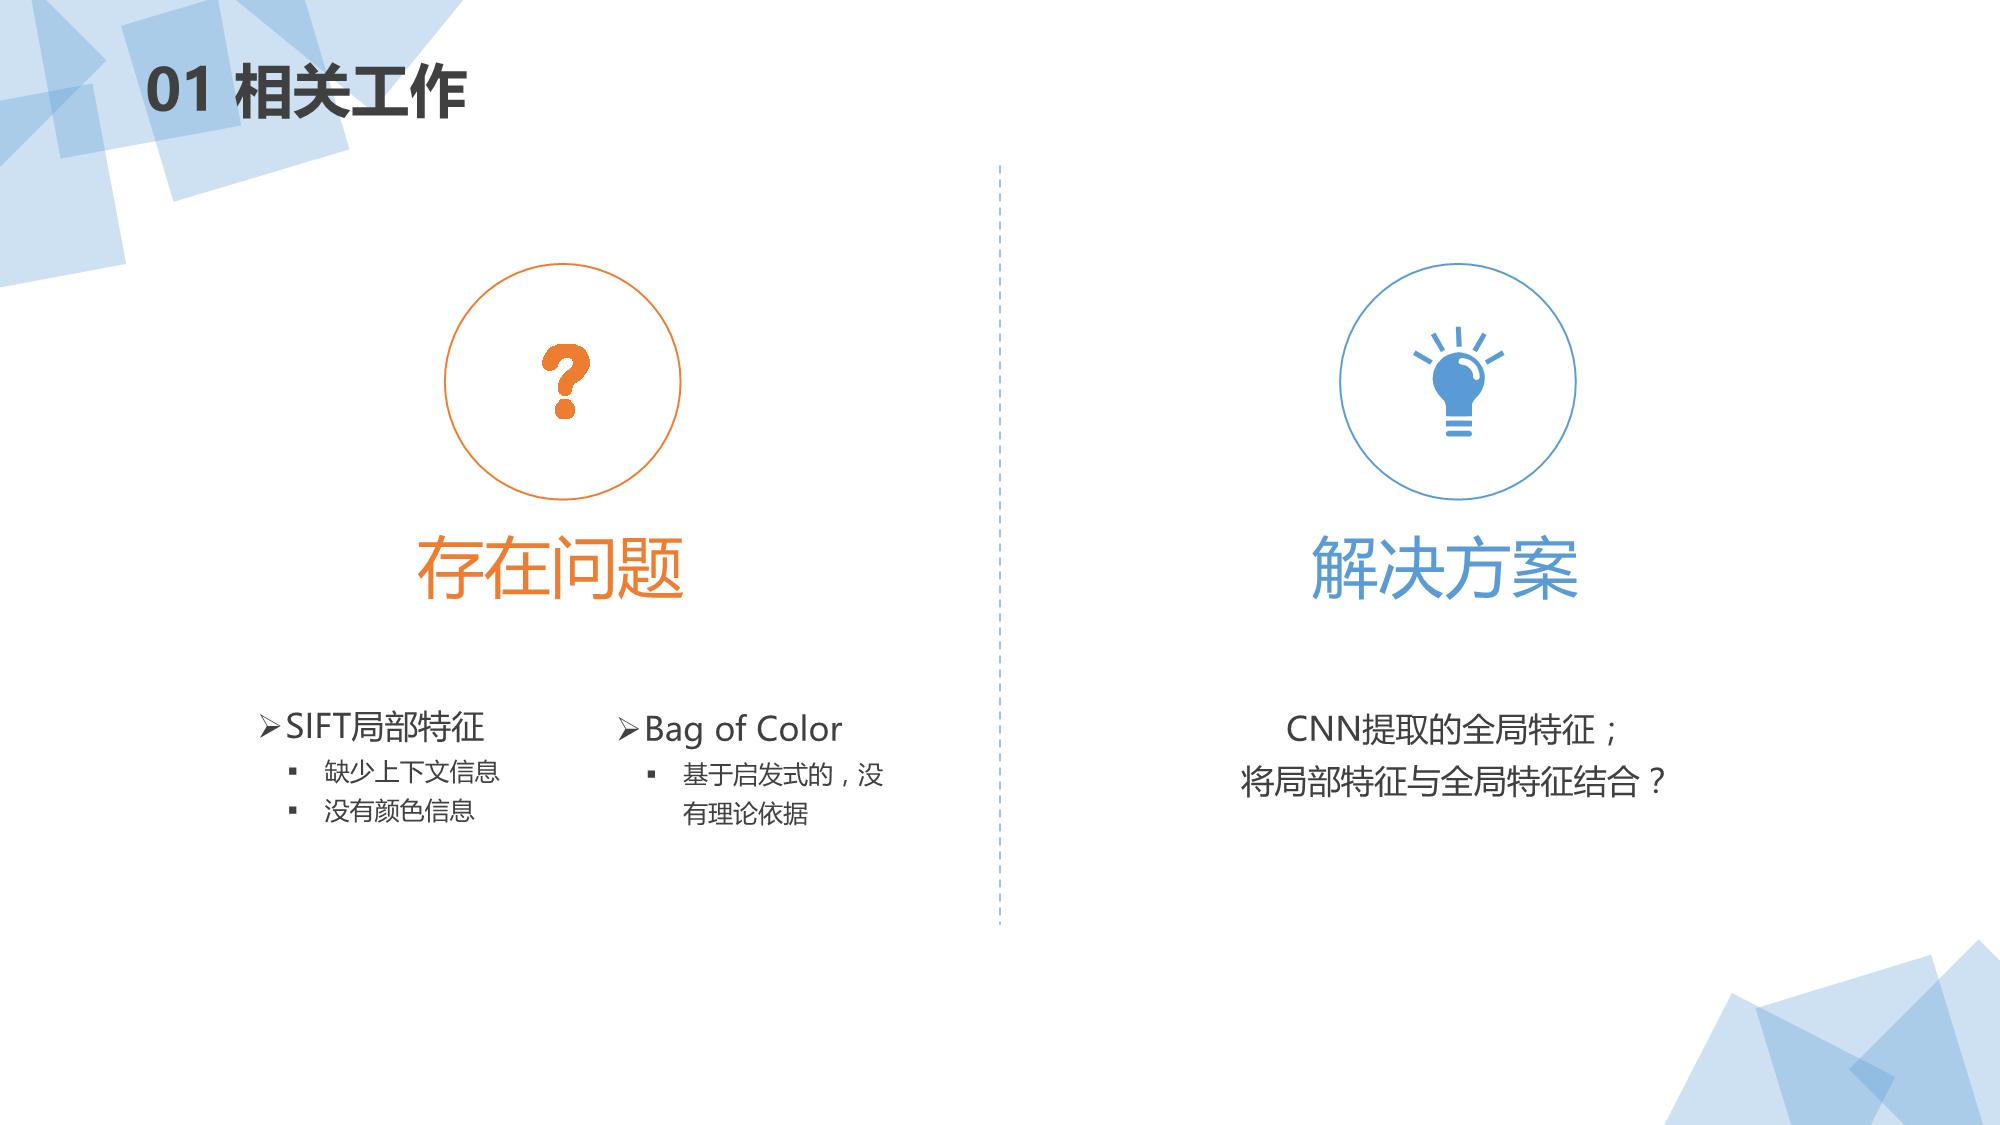 01 相关工作
存在问题
➢SIFT局部特征
▪ 缺少上下文信息
▪ 没有颜色信息
➢Bag of Color
▪ 基于启发式的，没
有理论依据
解决方案
CNN提取的全局特征；
将局部特征与全局特征结合？